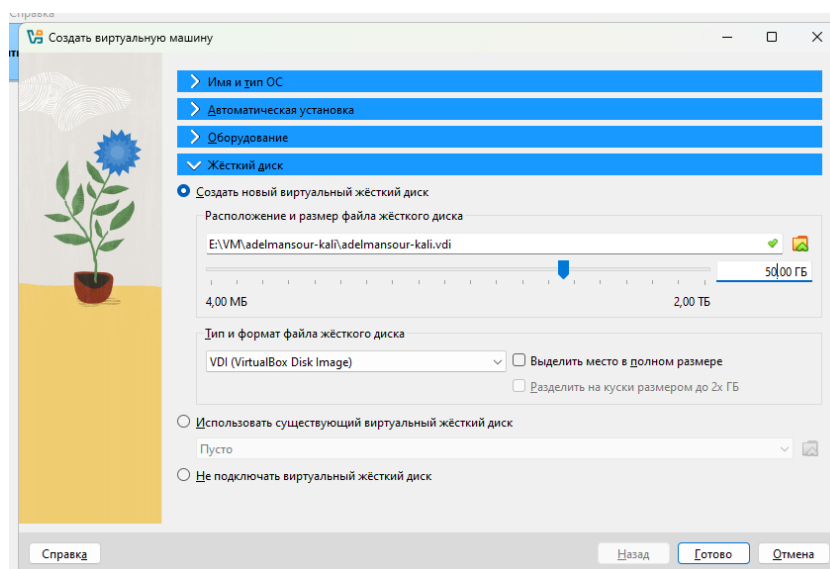 Справка
Создать виртуальную машину
Имя и тип ОС
Автоматическая установка
Оборудование
Жёсткий диск
Создать новый виртуальный жёсткий диск
Расположение и размер файла жёсткого диска
E:\VM\adelmansour-kali\adelmansour-kali.vdi
50,00 ГБ
4,00 МБ 2,00 ТБ
Тип и формат файла жёсткого диска
VDI (VirtualBox Disk Image) Выделить место в полном размере
Разделить на куски размером до 2х ГБ
Использовать существующий виртуальный жёсткий диск
Пусто
Не подключать виртуальный жёсткий диск
Справка Назад Готово Отмена